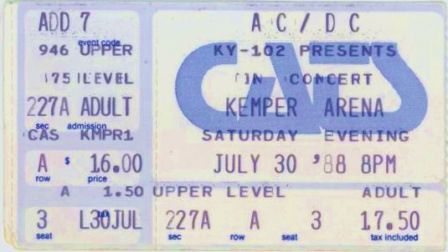 ADD 7
event code
946 UPPER
175 LEVEL
227A ADULT
sec admission
CAS KMPR1
A $ 16.00
row price
A 1.50
3 L30JUL
seat
CATS
AC/DC
KY-102 PRESENTS
IN CONCERT
KEMPER ARENA
SATURDAY EVENING
JULY 30 '88 8PM
UPPER LEVEL ADULT
227A A 3 17.50
sec row seat tax included